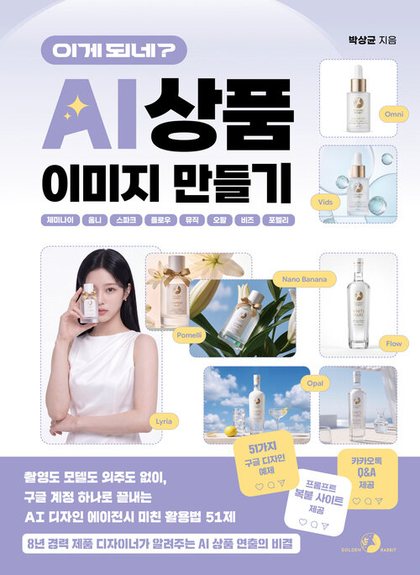 이게 되네?
박상균 지음
AI 상품
이미지 만들기
제미나이 옴니 스파크 플로우 뮤직 오팔 비즈 포멜리
Omni
Vids
Nano Banana
Pomelli
Flow
Lyria
Opal
51가지
구글 디자인
예제
프롬프트
복붙 사이트
제공
카카오톡
Q&A
제공
촬영도 모델도 외주도 없이,
구글 계정 하나로 끝내는
AI 디자인 에이전시 미친 활용법 51제
8년 경력 제품 디자이너가 알려주는 AI 상품 연출의 비결
GOLDEN RABBIT